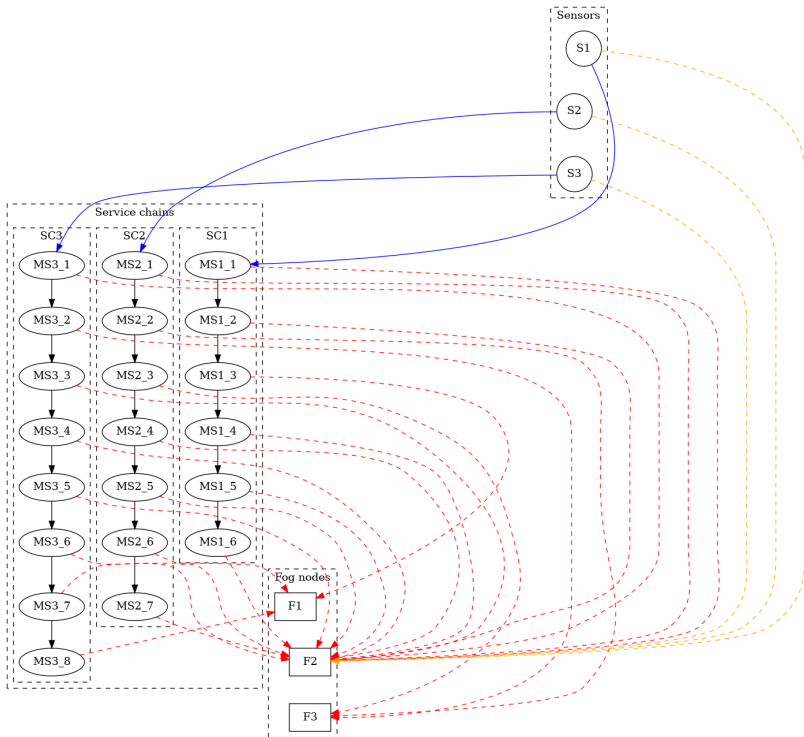 Sensors
S1
S2
S3
Service chains
SC3 SC2 SC1
MS3_1 MS2_1 MS1_1
MS3_2 MS2_2 MS1_2
MS3_3 MS2_3 MS1_3
MS3_4 MS2_4 MS1_4
MS3_5 MS2_5 MS1_5
MS3_6 MS2_6 MS1_6
Fog nodes
MS3_7 MS2_7 F1
MS3_8 F2
F3